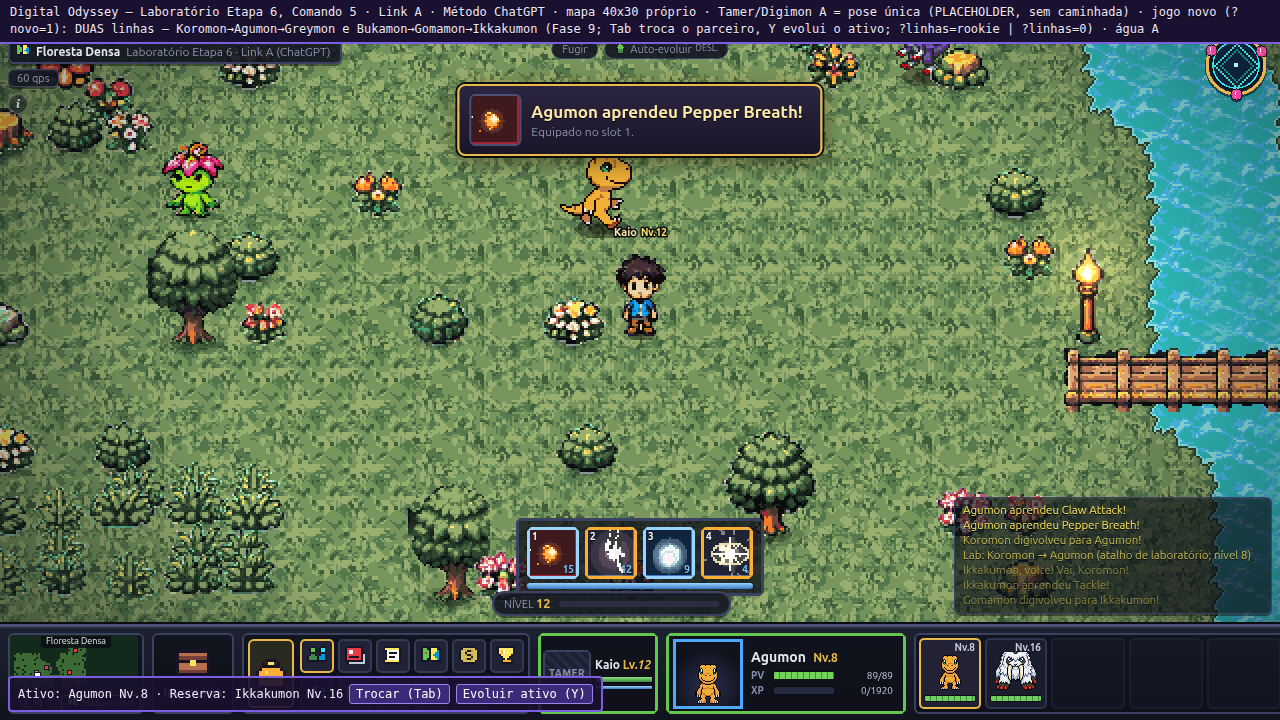 Digital Odyssey — Laboratório Etapa 6, Comando 5 · Link A · Método ChatGPT · mapa 40x30 próprio · Tamer/Digimon A = pose única (PLACEHOLDER, sem caminhada) · jogo novo (?
novo=1): DUAS linhas — Koromon→Agumon→Greymon e Bukamon→Gomamon→Ikkakumon (Fase 9; Tab troca o parceiro, Y evolui o ativo; ?linhas=rookie | ?linhas=0) · água A
Floresta Densa Laboratório Etapa 6 · Link A (ChatGPT)
Fugir
Auto-evoluir DESL.
60 qps
i
Agumon aprendeu Pepper Breath!
Equipado no slot 1.
Kaio Nv.12
Agumon aprendeu Claw Attack!
Agumon aprendeu Pepper Breath!
Koromon digivolveu para Agumon!
Lab: Koromon → Agumon (atalho de laboratório; nível 8)
Ikkakumon, volte! Vai, Koromon!
Ikkakumon aprendeu Tackle!
Gomamon digivolveu para Ikkakumon!
1 2 3 4
15 12 9 4
NÍVEL 12
Floresta Densa
TAMER
Kaio Lv.12
Agumon Nv.8
PV 89/89
XP 0/1920
Nv.8
Nv.16
Ativo: Agumon Nv.8 · Reserva: Ikkakumon Nv.16 Trocar (Tab) Evoluir ativo (Y)